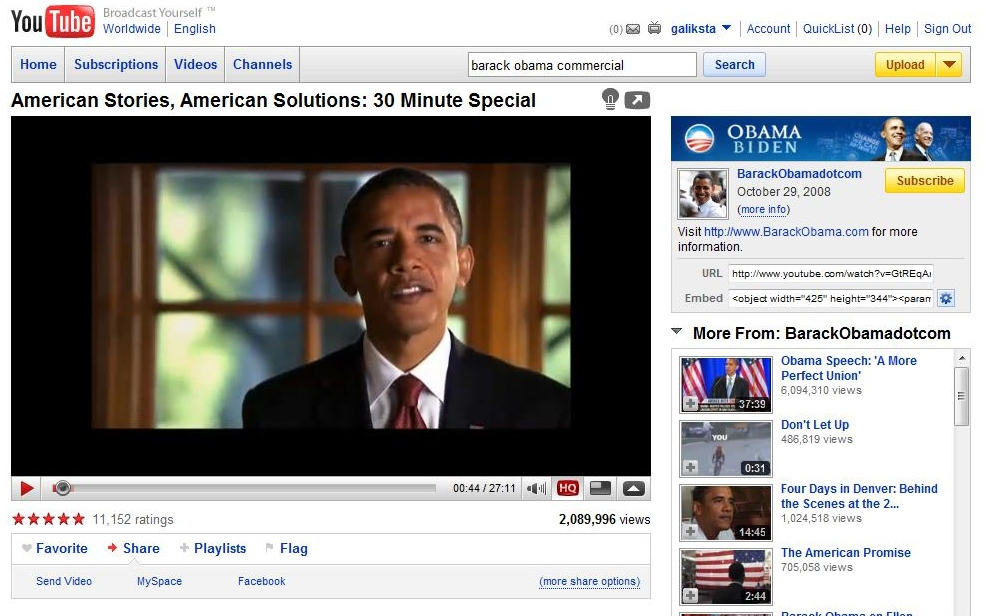 YouTube Broadcast Yourself ™
Worldwide | English
(0) galiksta Account QuickList (0) Help Sign Out
Home Subscriptions Videos Channels
barack obama commercial Search Upload
American Stories, American Solutions: 30 Minute Special
00:44 / 27:11 HQ
11,152 ratings 2,089,996 views
Favorite Share Playlists Flag
Send Video MySpace Facebook (more share options)
OBAMA
BIDEN
CHANGE
BarackObamadotcom
October 29, 2008
(more info)
Subscribe
Visit http://www.BarackObama.com for more
information.
URL http://www.youtube.com/watch?v=GtREqA
Embed <object width="425" height="344"><param
More From: BarackObamadotcom
Obama Speech: 'A More
Perfect Union'
6,094,310 views
37:39
Don't Let Up
486,819 views
YOU
0:31
Four Days in Denver: Behind
the Scenes at the 2...
1,024,518 views
14:45
The American Promise
705,058 views
2:44
Barack Obama on Ellen